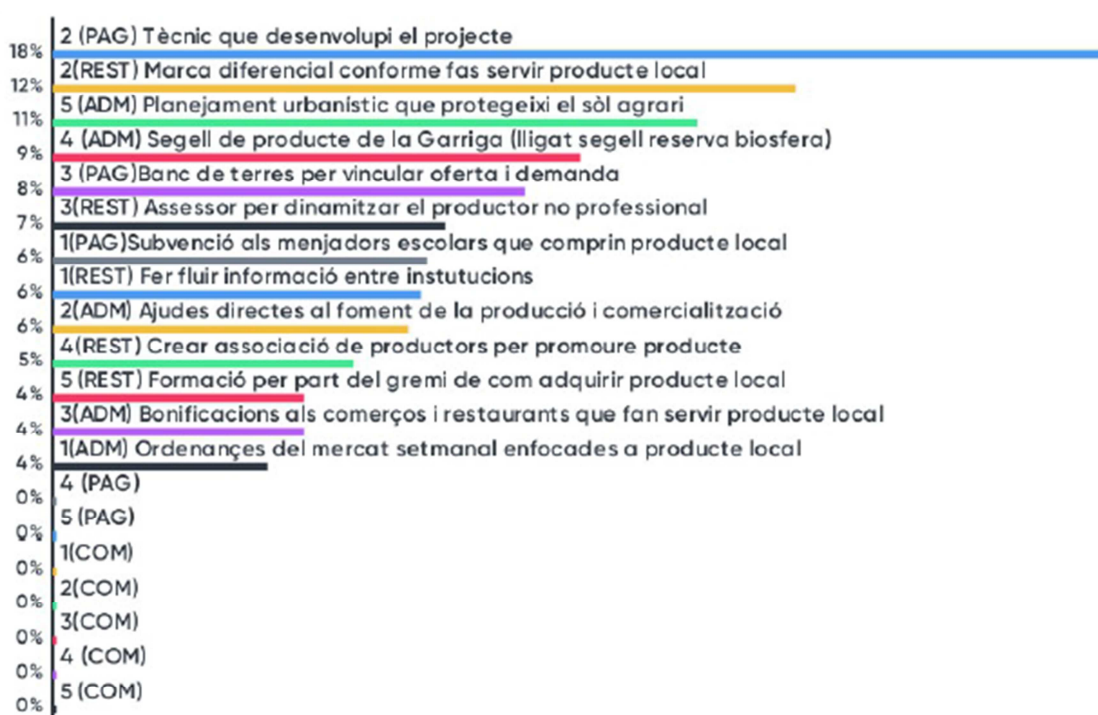 2 (PAG) Tècnic que desenvolupi el projecte
18%
2(REST) Marca diferencial conforme fas servir producte local
12%
5 (ADM) Planejament urbanístic que protegeixi el sòl agrari
11%
4 (ADM) Segell de producte de la Garriga (lligat segell reserva biosfera)
9%
3 (PAG)Banc de terres per vincular oferta i demanda
8%
3(REST) Assessor per dinamitzar el productor no professional
7%
1(PAG)Subvenció als menjadors escolars que comprin producte local
6%
1(REST) Fer fluir informació entre instutucions
6%
2(ADM) Ajudes directes al foment de la producció i comercialització
6%
4(REST) Crear associació de productors per promoure producte
5%
5 (REST) Formació per part del gremi de com adquirir producte local
4%
3(ADM) Bonificacions als comerços i restaurants que fan servir producte local
4%
1(ADM) Ordenançes del mercat setmanal enfocades a producte local
4%
4 (PAG)
0%
5 (PAG)
0%
1(COM)
0%
2(COM)
0%
3(COM)
0%
4 (COM)
0%
5 (COM)
0%